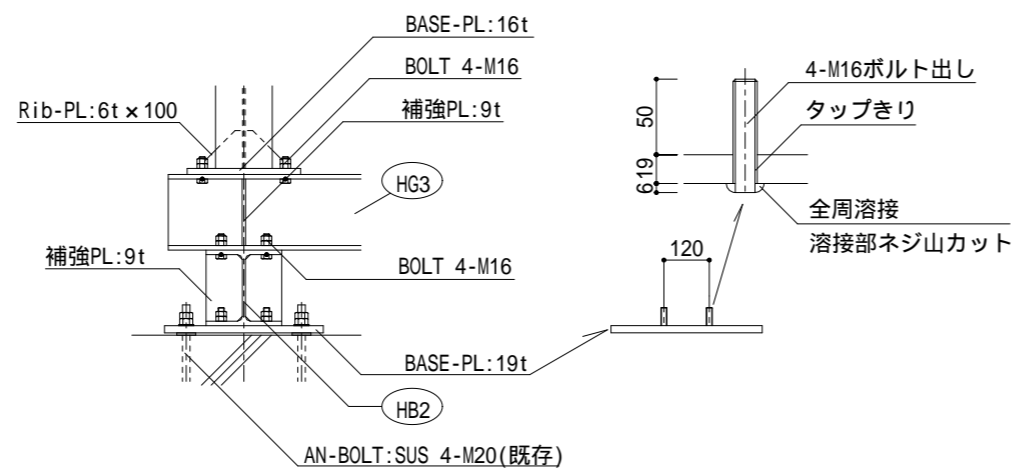 BASE-PL:16t
BOLT 4-M16
Rib-PL:6t×100
補強PL:9t
HG3
補強PL:9t
BOLT 4-M16
BASE-PL:19t
HB2
AN-BOLT:SUS 4-M20(既存)
4-M16ボルト出し
タップきり
50
19
6
全周溶接
溶接部ネジ山カット
120